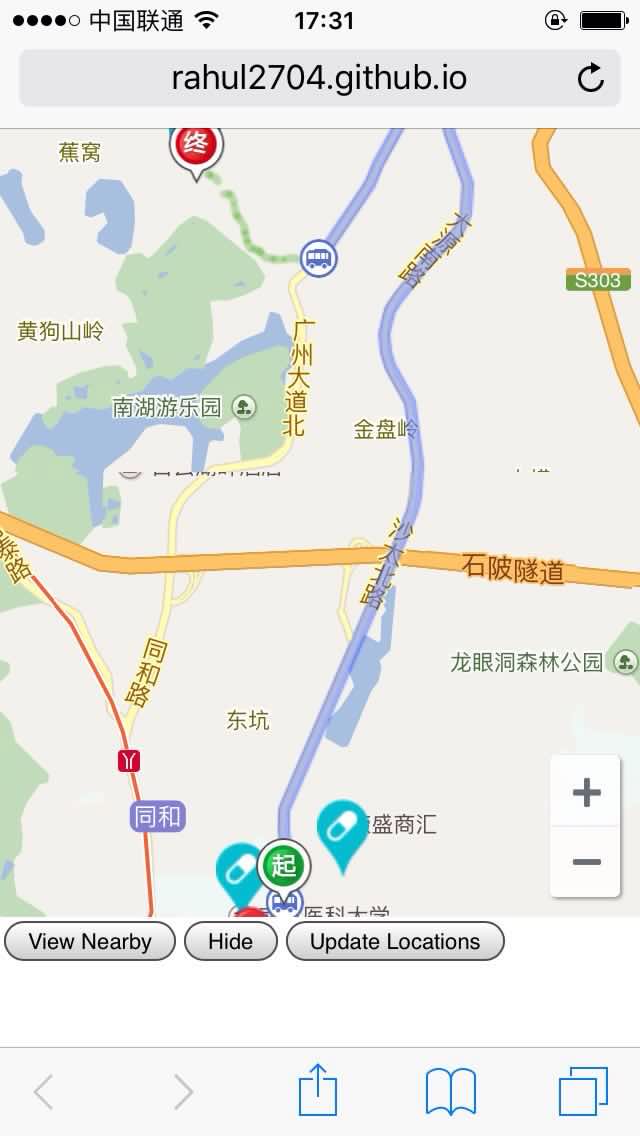 中国联通
17:31
rahul2704.github.io
终
蕉窝
大源南路
S303
黄狗山岭
广州大道北
南湖游乐园
金盘岭
沙太北路
石陂隧道
泰路
同和路
龙眼洞森林公园
东坑
同和
盛商汇
起
医科大学
View Nearby
Hide
Update Locations